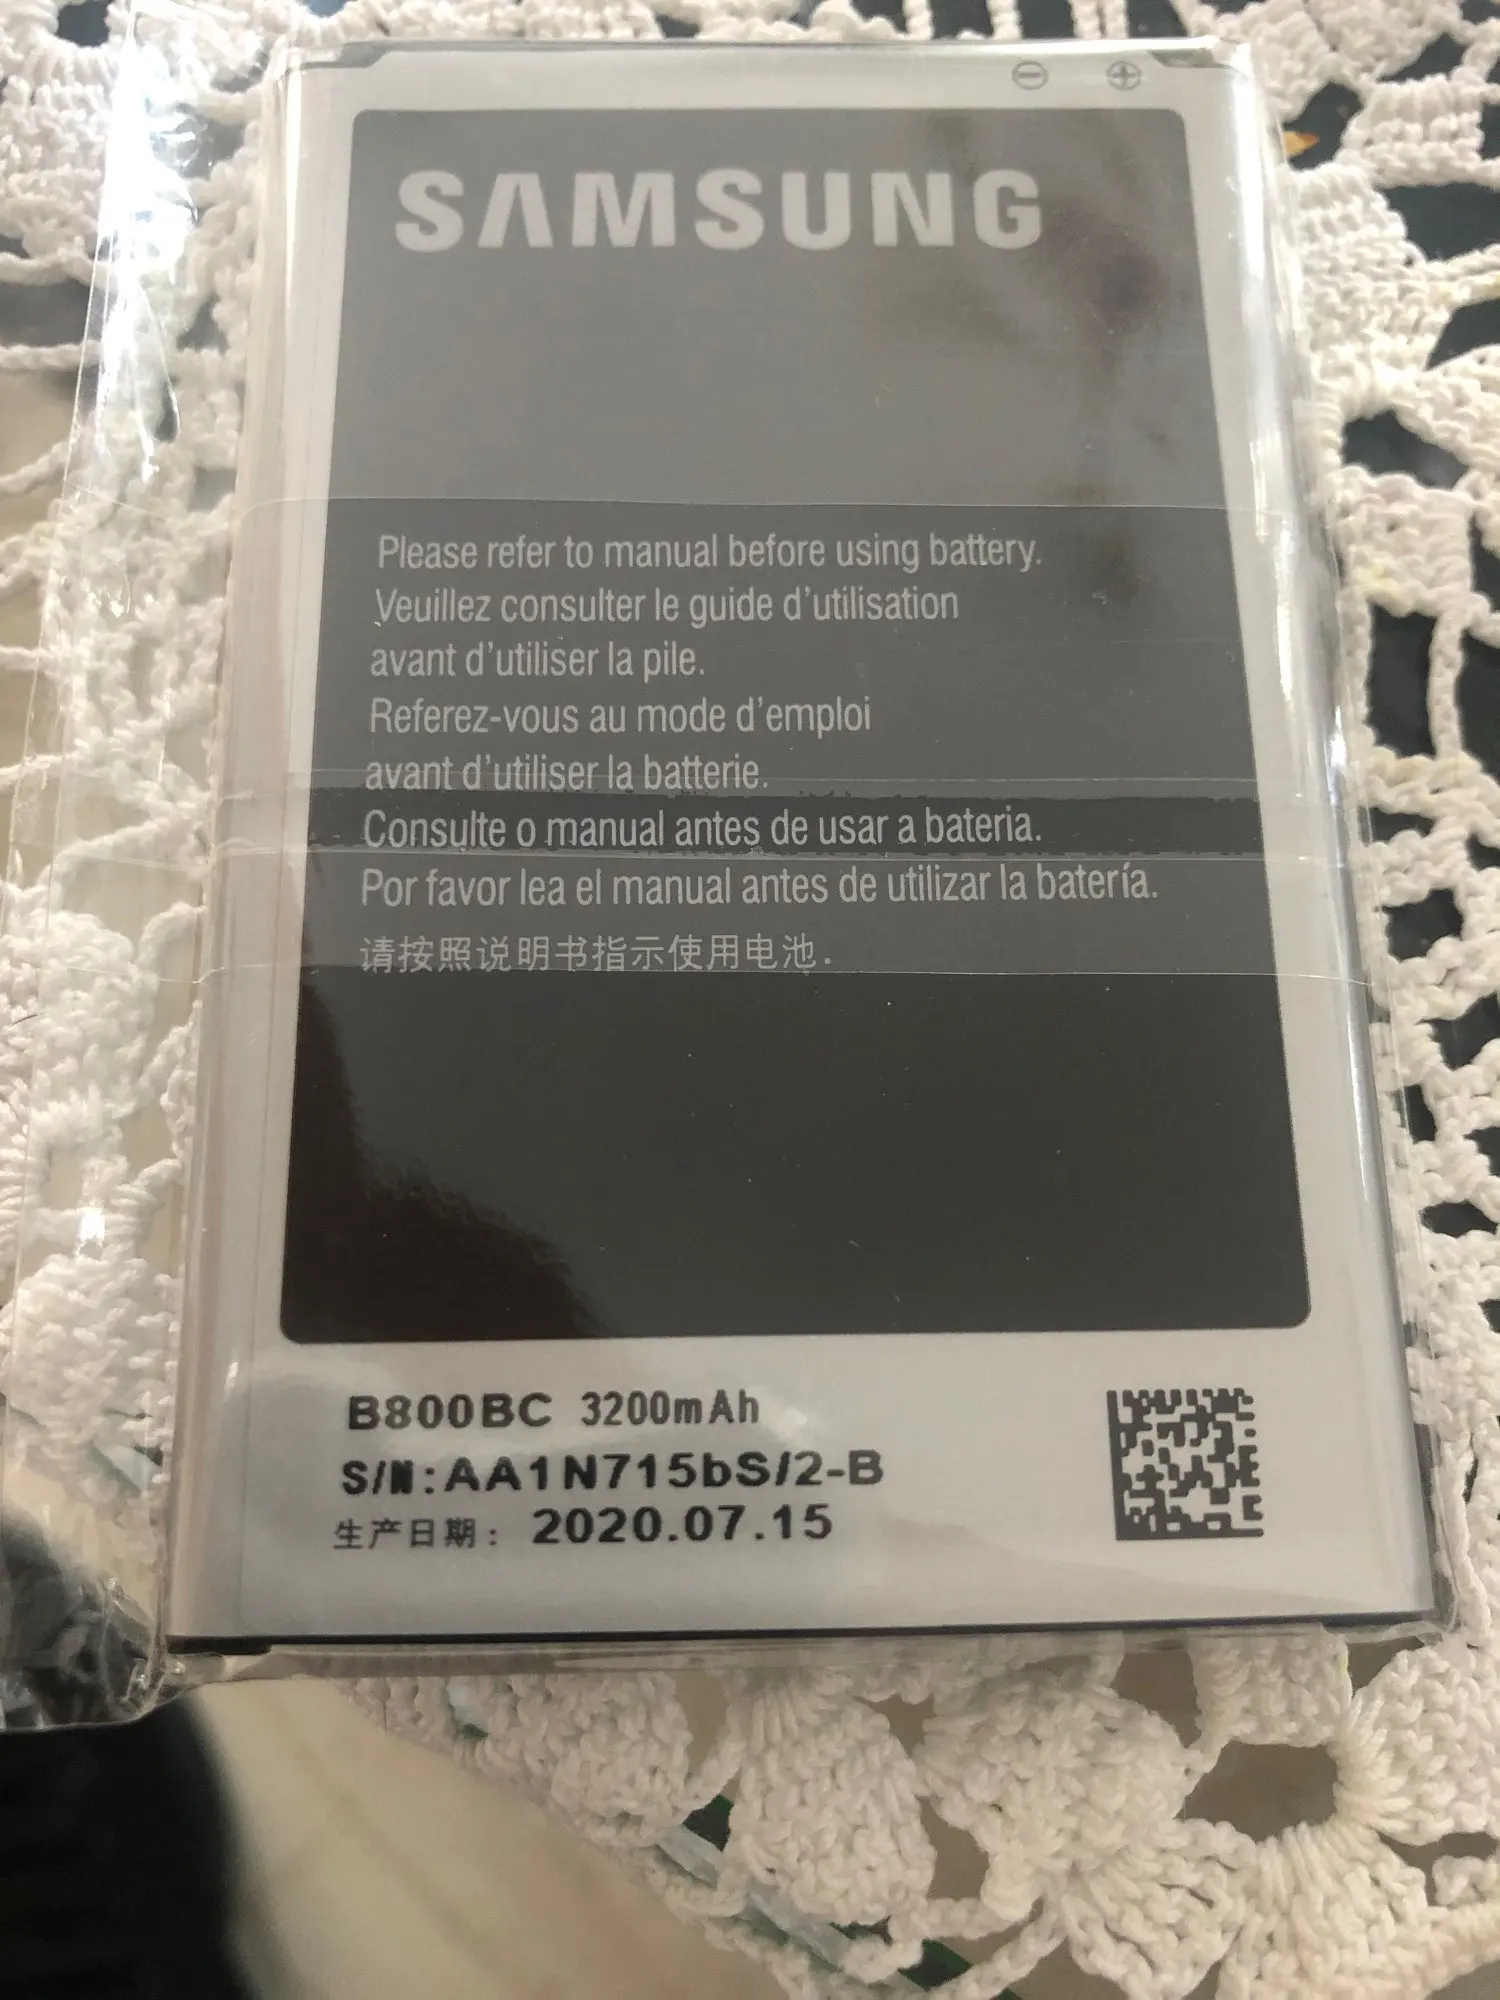 SAMSUNG
Please refer to manual before using battery.
Veuillez consulter le guide d'utilisation
avant d'utiliser la pile.
Referez-vous au mode d'emploi
avant d'utiliser la batterie.
Consulte o manual antes de usar a bateria.
Por favor lea el manual antes de utilizar la batería.
请按照说明书指示使用电池.
B800BC 3200mAh
S/N:AA1N715bS/2-B
生产日期: 2020.07.15